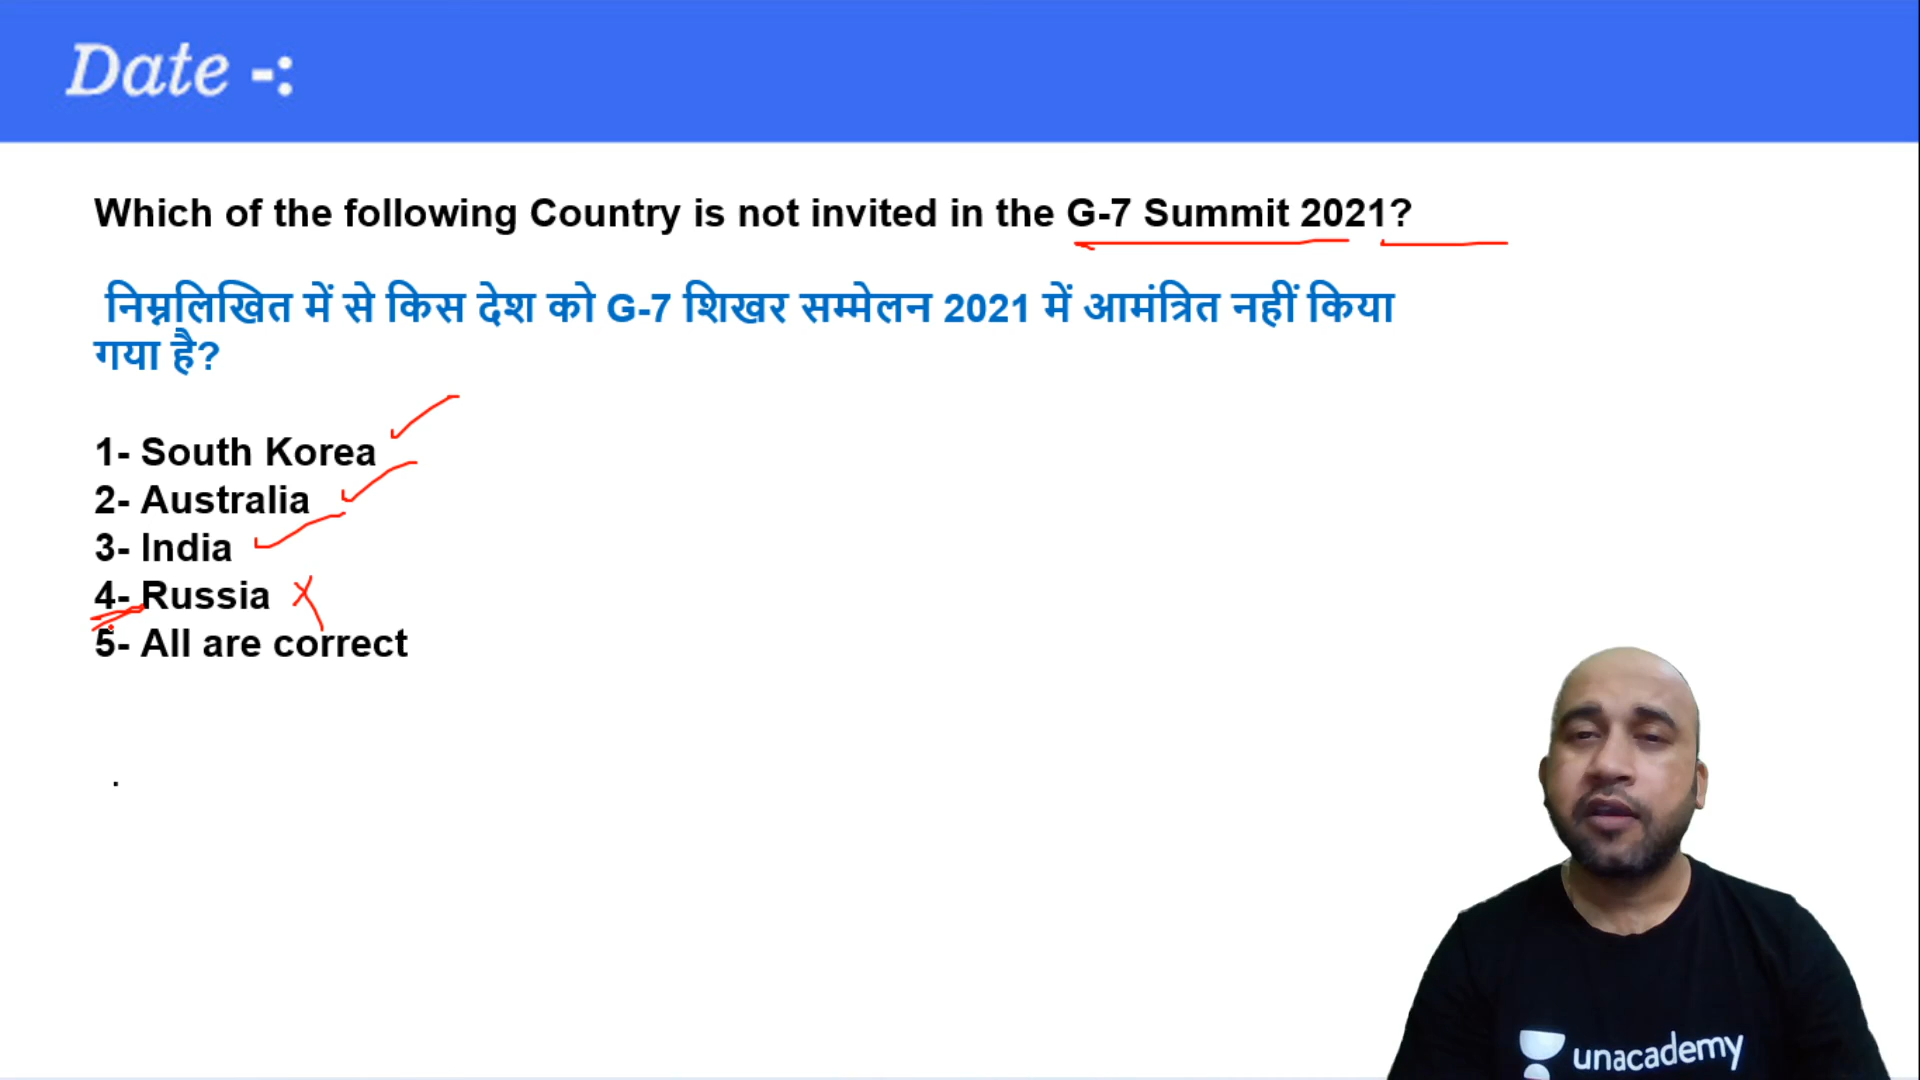 Date -:
Which of the following Country is not invited in the G-7 Summit 2021?
निम्नलिखित में से किस देश को G-7 शिखर सम्मेलन 2021 में आमंत्रित नहीं किया
गया है?
1- South Korea
2- Australia
3- India
4- Russia
5- All are correct
.
unacademy